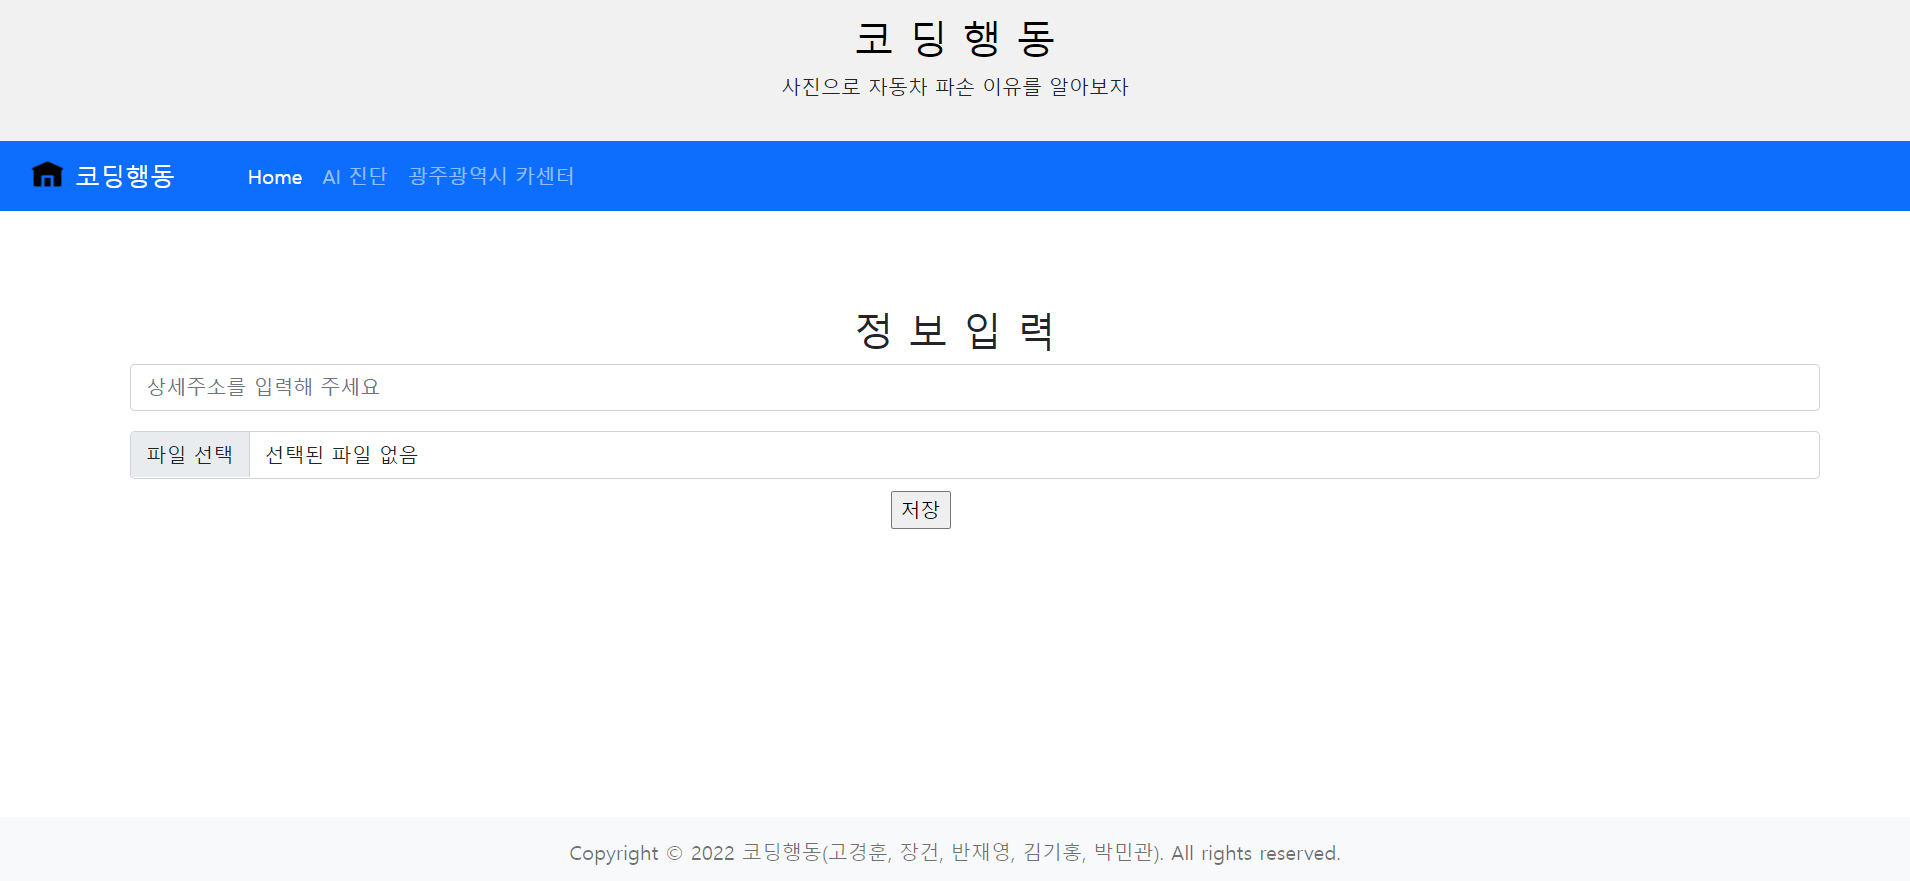 코 딩 행 동
사진으로 자동차 파손 이유를 알아보자
코딩행동 Home AI 진단 광주광역시 카센터
정 보 입 력
상세주소를 입력해 주세요
파일 선택 선택된 파일 없음
저장
Copyright © 2022 코딩행동(고경훈, 장건, 반재영, 김기홍, 박민관). All rights reserved.